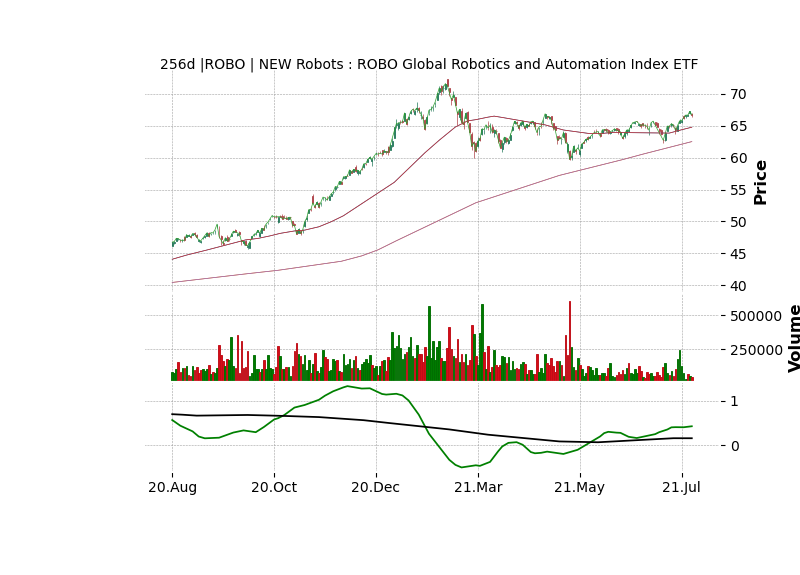 256d |ROBO | NEW Robots : ROBO Global Robotics and Automation Index ETF
70
65
60
55
50
45
40
Price
500000
250000
Volume
1
0
20.Aug
20.Oct
20.Dec
21.Mar
21.May
21.Jul